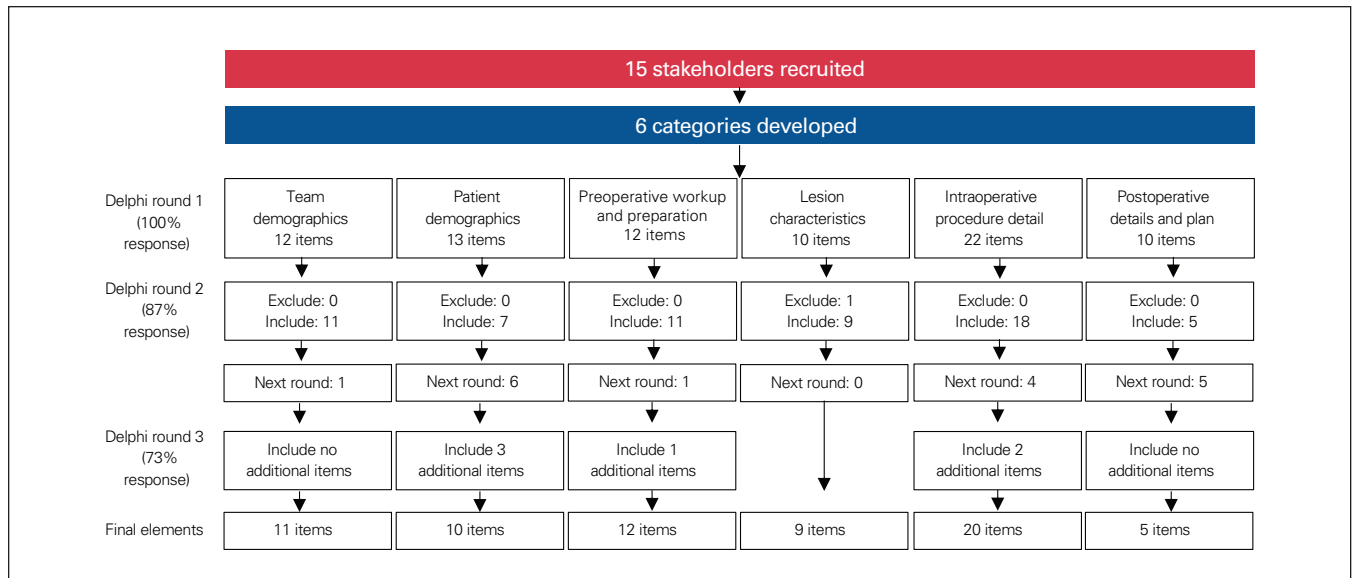 15 stakeholders recruited
6 categories developed
Delphi round 1
(100%
response)
Team
demographics
12 items
Patient
demographics
13 items
Preoperative workup
and preparation
12 items
Lesion
characteristics
10 items
Intraoperative
procedure detail
22 items
Postoperative
details and plan
10 items
Delphi round 2
(87%
response)
Exclude: 0
Include: 11
Exclude: 0
Include: 7
Exclude: 0
Include: 11
Exclude: 1
Include: 9
Exclude: 0
Include: 18
Exclude: 0
Include: 5
Next round: 1
Next round: 6
Next round: 1
Next round: 0
Next round: 4
Next round: 5
Delphi round 3
(73%
response)
Include no
additional items
Include 3
additional items
Include 1
additional items
Include 2
additional items
Include no
additional items
Final elements
11 items
10 items
12 items
9 items
20 items
5 items